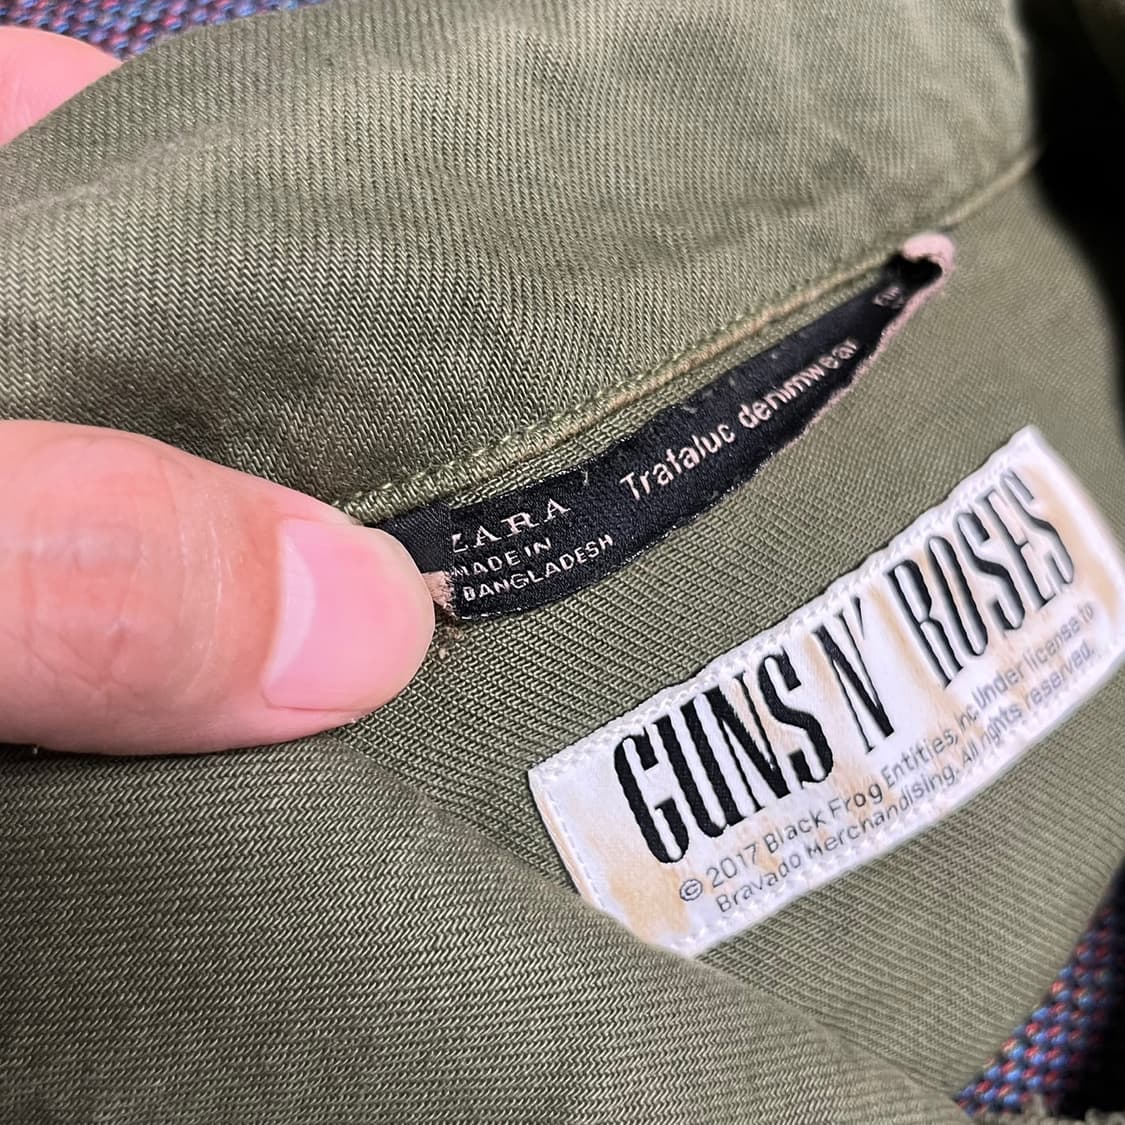 ZARA
MADE IN
BANGLADESH
Trafaluc denimwear
GUNS N' ROSES
© 2017 Black Frog Entities, Inc Under license to
Bravado Merchandising. All rights reserved.